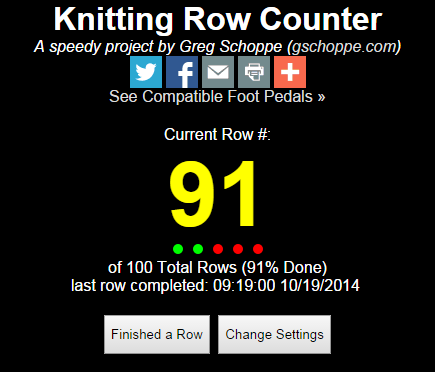 Knitting Row Counter
A speedy project by Greg Schoppe (gschoppe.com)
See Compatible Foot Pedals »
Current Row #:
91
of 100 Total Rows (91% Done)
last row completed: 09:19:00 10/19/2014
Finished a Row Change Settings